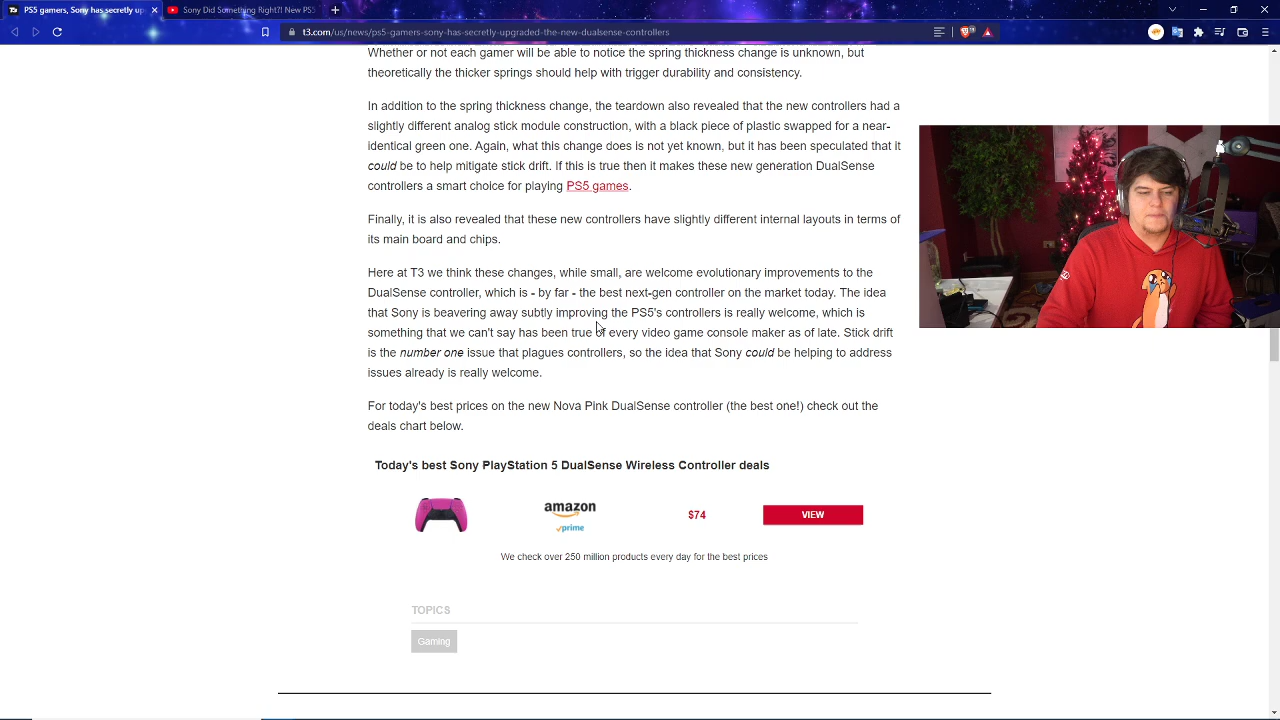 PS5 gamers, Sony has secretly up
Sony Did Something Right?! New PS5
t3.com/us/news/ps5-gamers-sony-has-secretly-upgraded-the-new-dualsense-controllers
Whether or not each gamer will be able to notice the spring thickness change is unknown, but
theoretically the thicker springs should help with trigger durability and consistency.
In addition to the spring thickness change, the teardown also revealed that the new controllers had a
slightly different analog stick module construction, with a black piece of plastic swapped for a near-
identical green one. Again, what this change does is not yet known, but it has been speculated that it
could be to help mitigate stick drift. If this is true then it makes these new generation DualSense
controllers a smart choice for playing PS5 games.
Finally, it is also revealed that these new controllers have slightly different internal layouts in terms of
its main board and chips.
Here at T3 we think these changes, while small, are welcome evolutionary improvements to the
DualSense controller, which is - by far - the best next-gen controller on the market today. The idea
that Sony is beavering away subtly improving the PS5's controllers is really welcome, which is
something that we can't say has been true of every video game console maker as of late. Stick drift
is the number one issue that plagues controllers, so the idea that Sony could be helping to address
issues already is really welcome.
For today's best prices on the new Nova Pink DualSense controller (the best one!) check out the
deals chart below.
Today's best Sony PlayStation 5 DualSense Wireless Controller deals
amazon
prime
$74
VIEW
We check over 250 million products every day for the best prices
TOPICS
Gaming